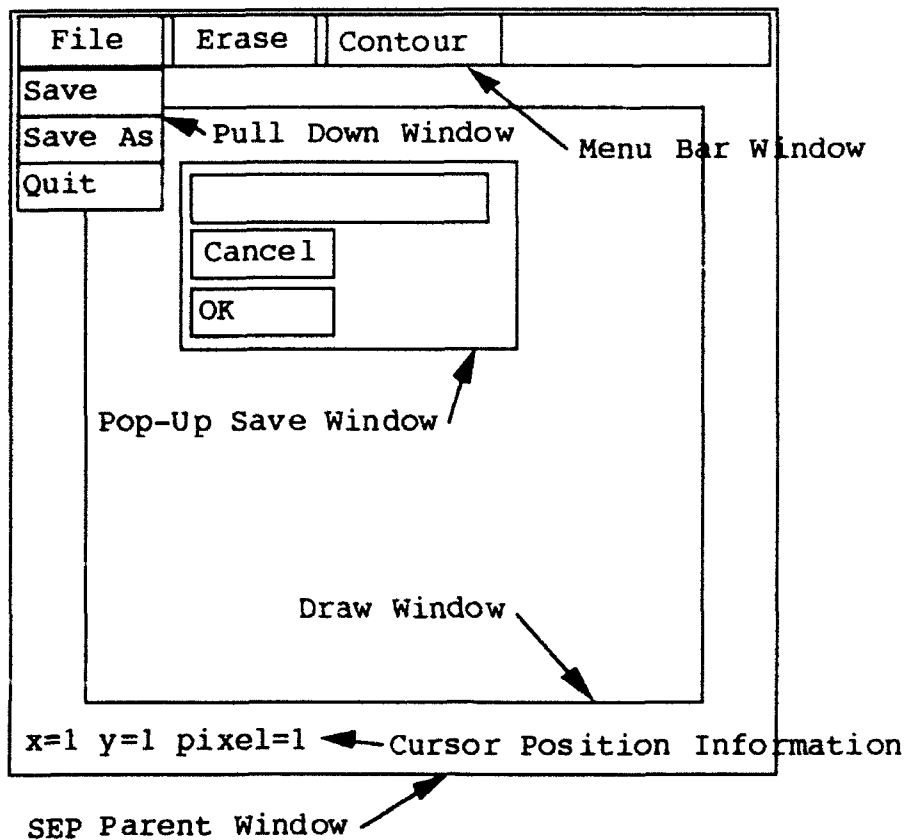 File Erase Contour
Save
Save As
Quit
Pull Down Window
Menu Bar Window
Cancel
OK
Pop-Up Save Window
Draw Window
x=1 y=1 pixel=1
Cursor Position Information
SEP Parent Window